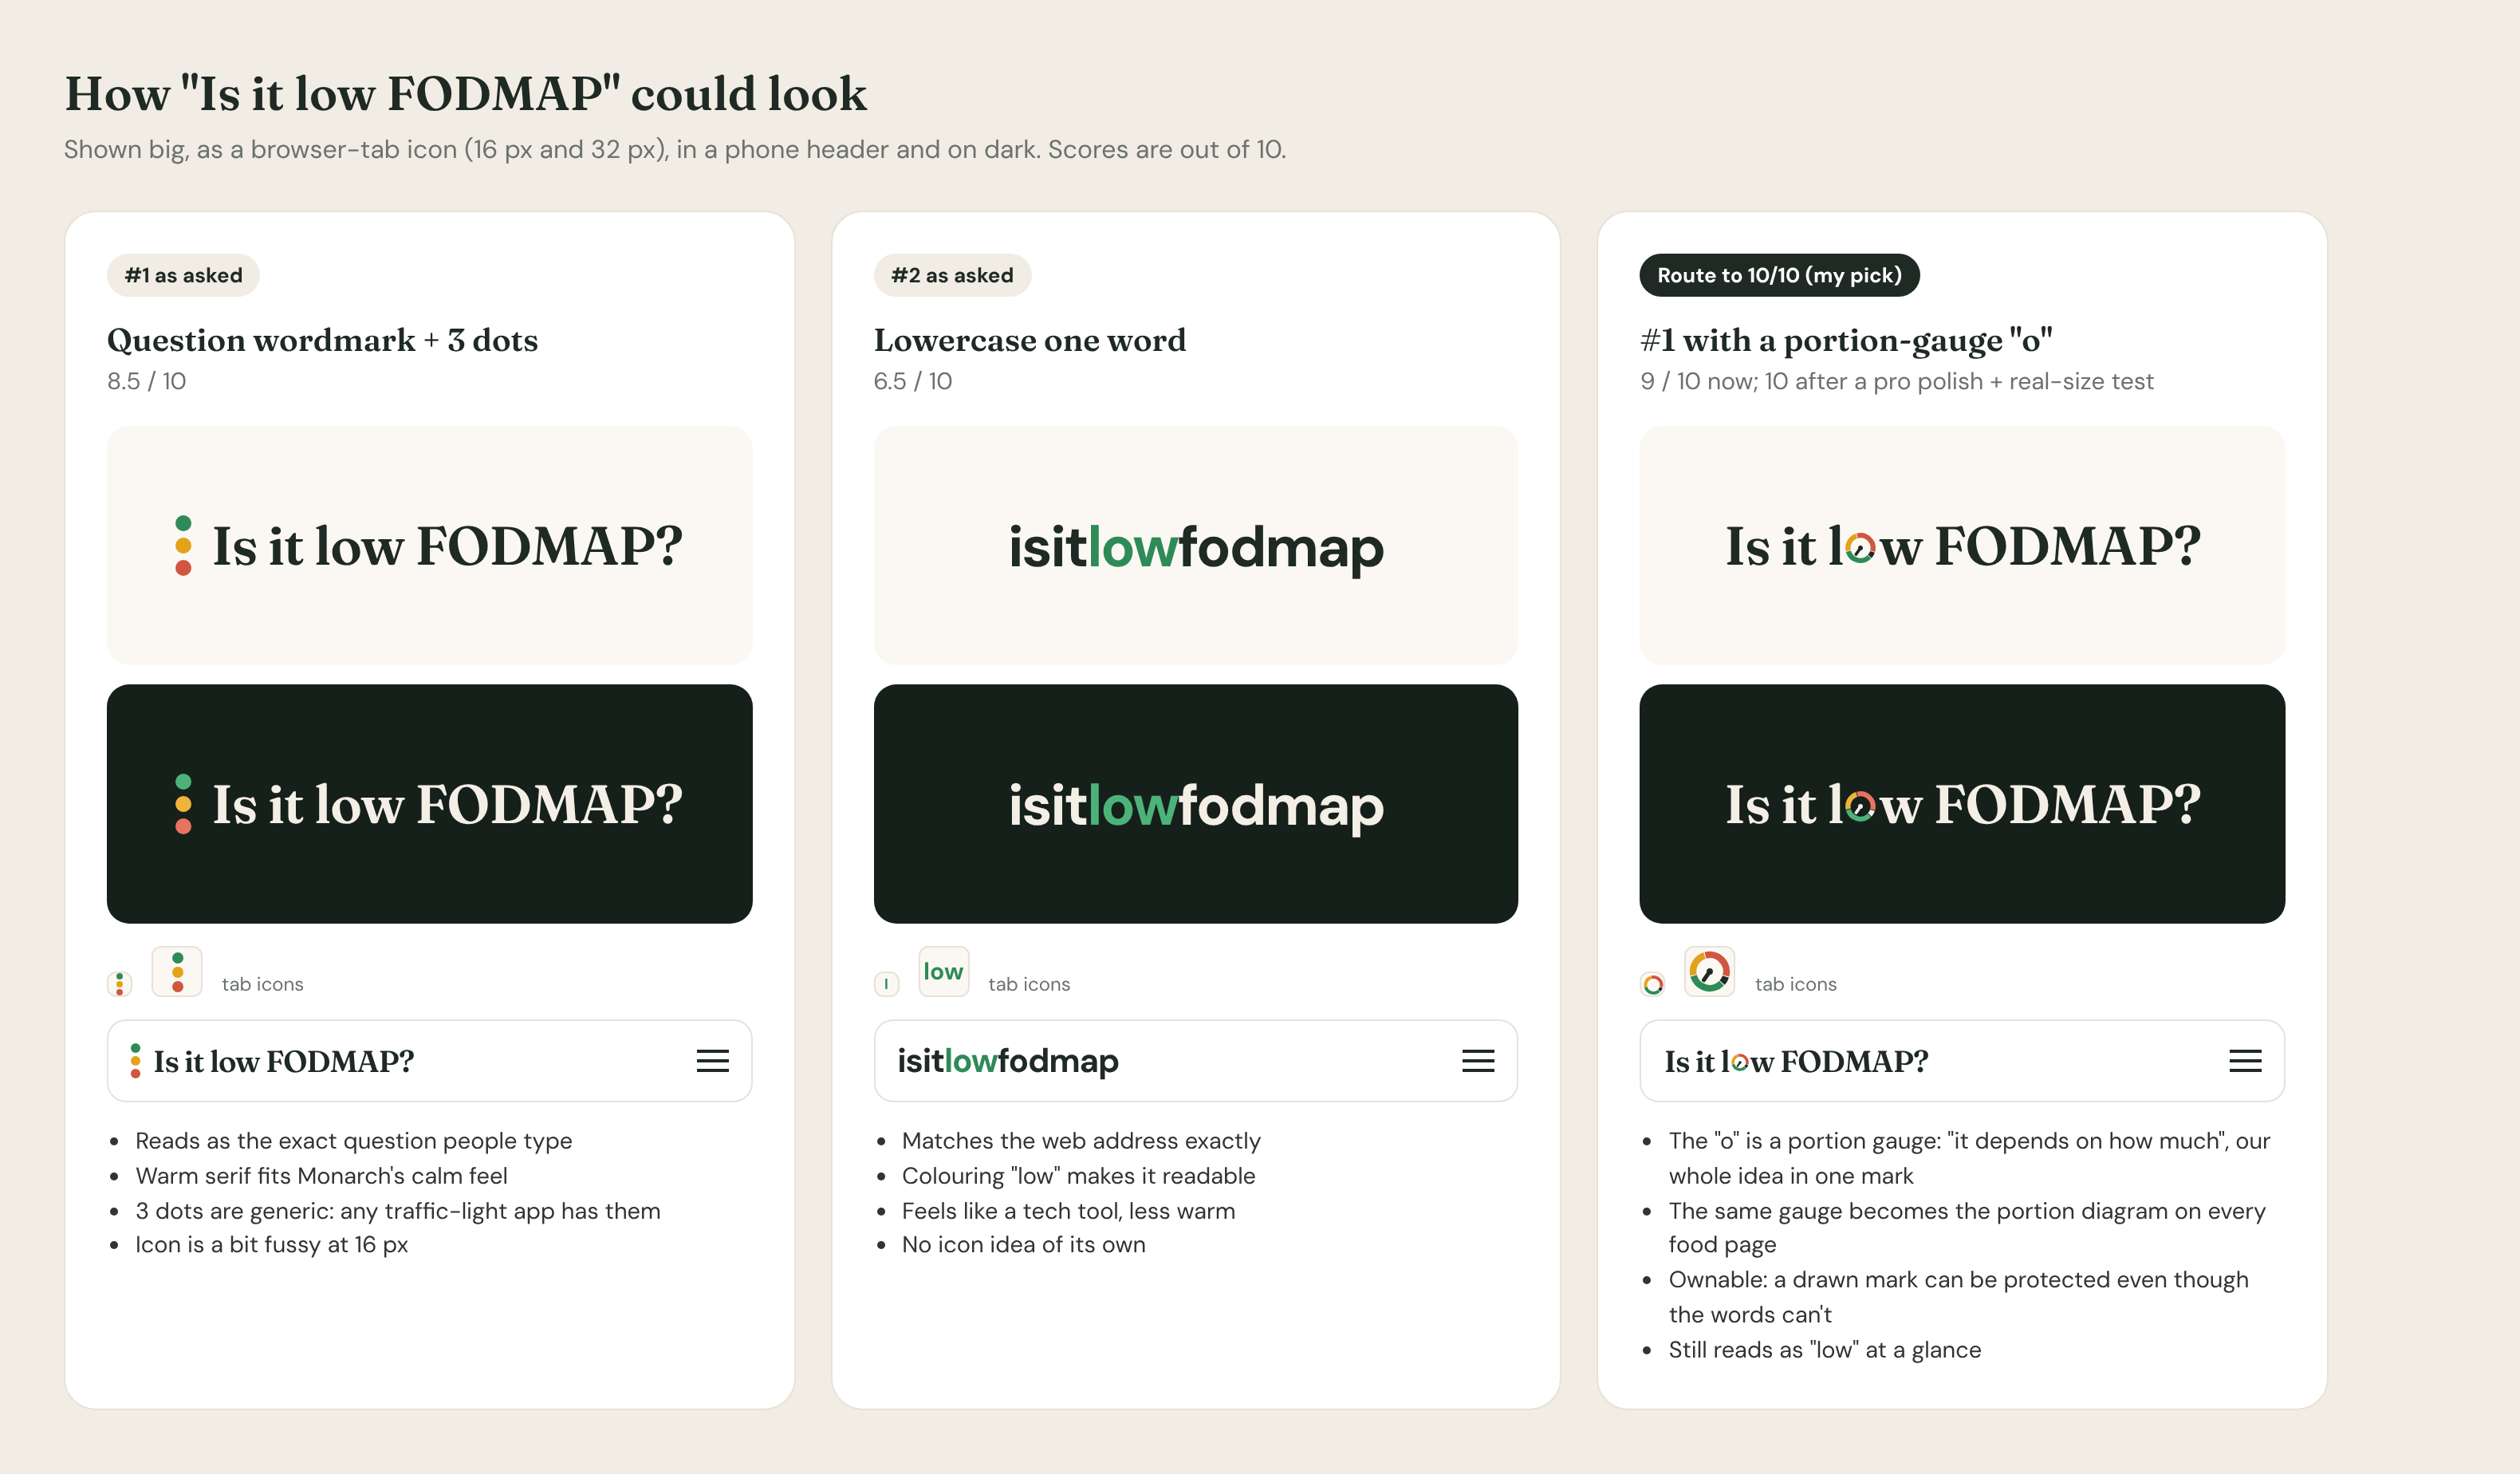 How "Is it low FODMAP" could look
Shown big, as a browser-tab icon (16 px and 32 px), in a phone header and on dark. Scores are out of 10.
#1 as asked
Question wordmark + 3 dots
8.5 / 10
Is it low FODMAP?
Is it low FODMAP?
tab icons
Is it low FODMAP?
• Reads as the exact question people type
• Warm serif fits Monarch's calm feel
• 3 dots are generic: any traffic-light app has them
• Icon is a bit fussy at 16 px
#2 as asked
Lowercase one word
6.5 / 10
isitlowfodmap
isitlowfodmap
l
low
tab icons
isitlowfodmap
• Matches the web address exactly
• Colouring "low" makes it readable
• Feels like a tech tool, less warm
• No icon idea of its own
Route to 10/10 (my pick)
#1 with a portion-gauge "o"
9 / 10 now; 10 after a pro polish + real-size test
Is it low FODMAP?
Is it low FODMAP?
tab icons
Is it low FODMAP?
• The "o" is a portion gauge: "it depends on how much", our
whole idea in one mark
• The same gauge becomes the portion diagram on every
food page
• Ownable: a drawn mark can be protected even though
the words can't
• Still reads as "low" at a glance